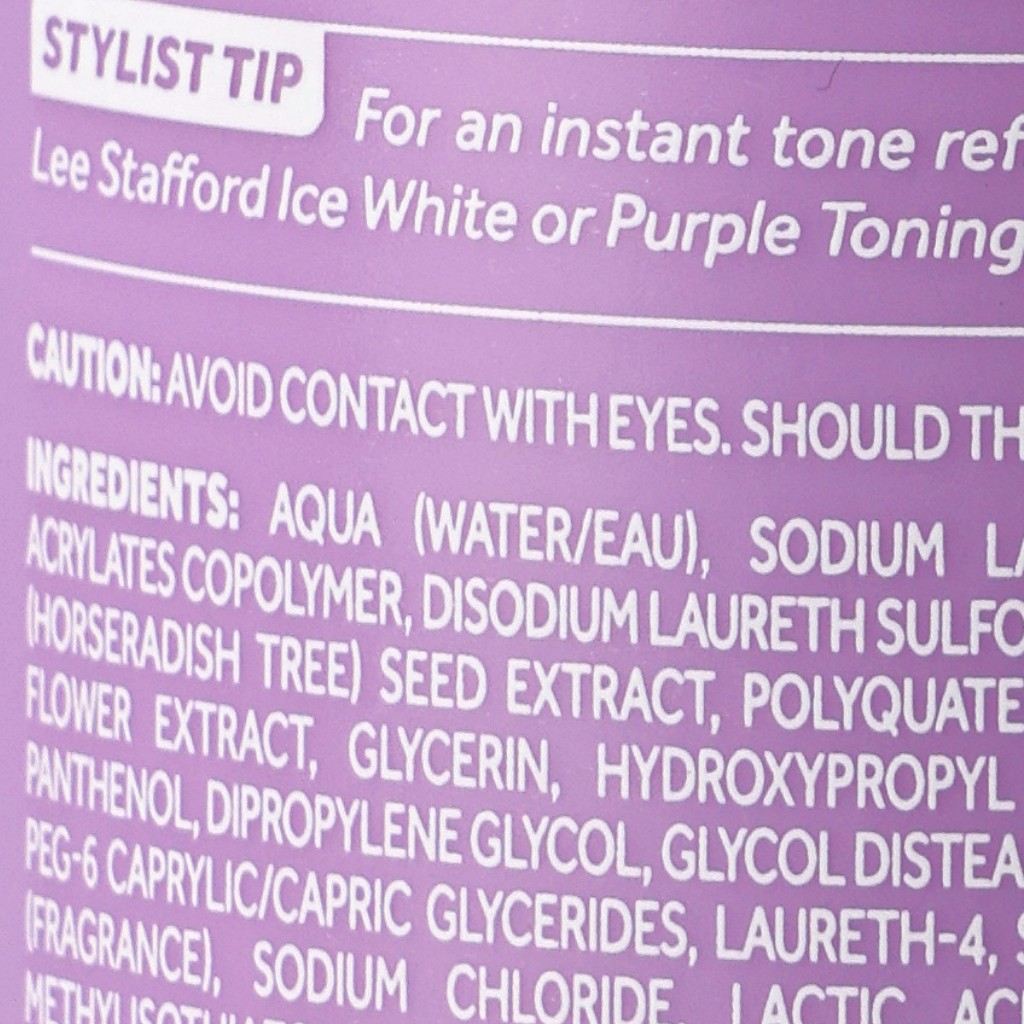 STYLIST TIP
For an instant tone ref
Lee Stafford Ice White or Purple Toning
CAUTION: AVOID CONTACT WITH EYES. SHOULD TH
INGREDIENTS: AQUA (WATER/EAU), SODIUM LA
ACRYLATES COPOLYMER, DISODIUM LAURETH SULFO
(HORSERADISH TREE) SEED EXTRACT, POLYQUATE
FLOWER EXTRACT, GLYCERIN, HYDROXYPROPYL
PANTHENOL, DIPROPYLENE GLYCOL, GLYCOL DISTEA
PEG-6 CAPRYLIC/CAPRIC GLYCERIDES, LAURETH-4, S
(FRAGRANCE), SODIUM CHLORIDE, LACTIC ACI